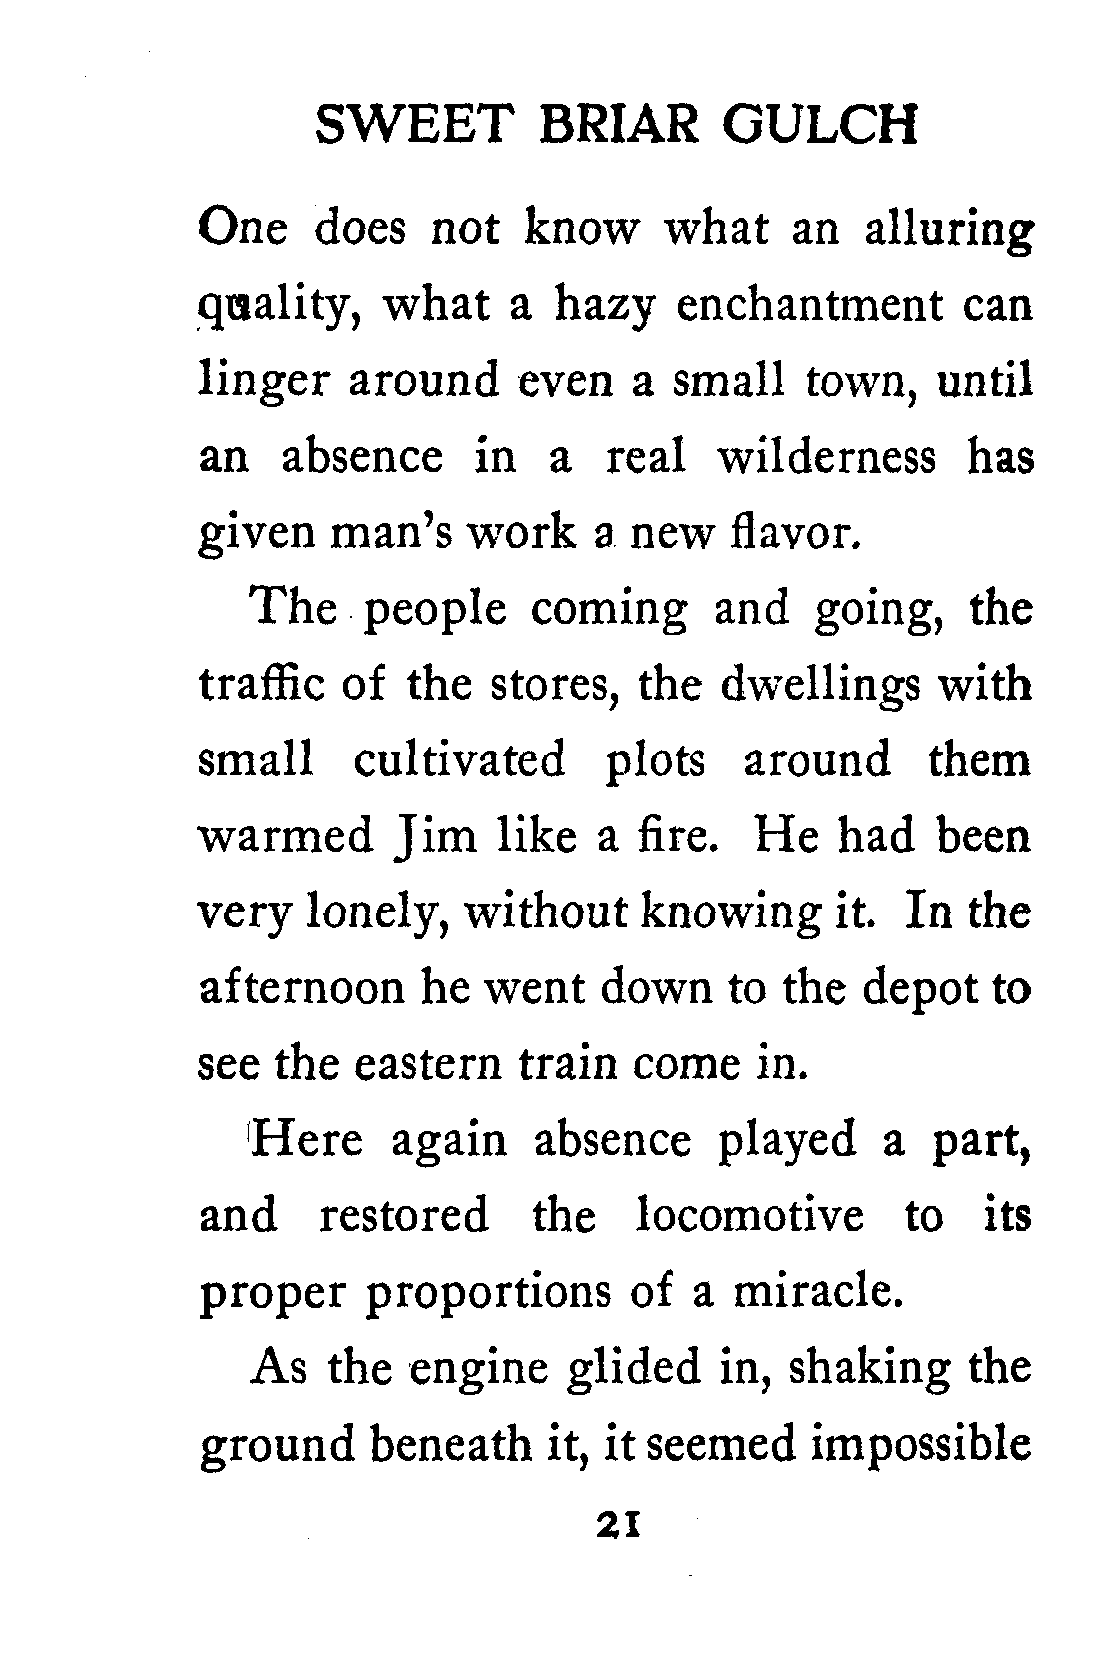 SWEET BRIAR GULCH
One does not know what an alluring
quality, what a hazy enchantment can
linger around even a small town, until
an absence in a real wilderness has
given man's work a new flavor.
The people coming and going, the
traffic of the stores, the dwellings with
small cultivated plots around them
warmed Jim like a fire. He had been
very lonely, without knowing it. In the
afternoon he went down to the depot to
see the eastern train come in.
Here again absence played a part,
and restored the locomotive to its
proper proportions of a miracle.
As the engine glided in, shaking the
ground beneath it, it seemed impossible
21